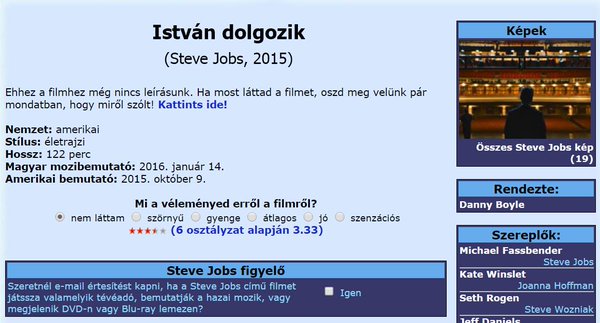 István dolgozik
(Steve Jobs, 2015)
Ehhez a filmhez még nincs leírásunk. Ha most láttad a filmet, oszd meg velünk pár
mondatban, hogy miről szólt! Kattints ide!
Nemzet: amerikai
Stílus: életrajzi
Hossz: 122 perc
Magyar mozibemutató: 2016. január 14.
Amerikai bemutató: 2015. október 9.
Mi a véleményed erről a filmről?
nem láttam szörnyű gyenge átlagos jó szenzációs
(6 osztályzat alapján 3.33)
Steve Jobs figyelő
Szeretnél e-mail értesítést kapni, ha a Steve Jobs című filmet
játssza valamelyik tévéadó, bemutatják a hazai mozik, vagy
megjelenik DVD-n vagy Blu-ray lemezen?
Igen
Képek
Összes Steve Jobs kép
(19)
Rendezte:
Danny Boyle
Szereplők:
Michael Fassbender
Steve Jobs
Kate Winslet
Joanna Hoffman
Seth Rogen
Steve Wozniak
Jeff Daniels